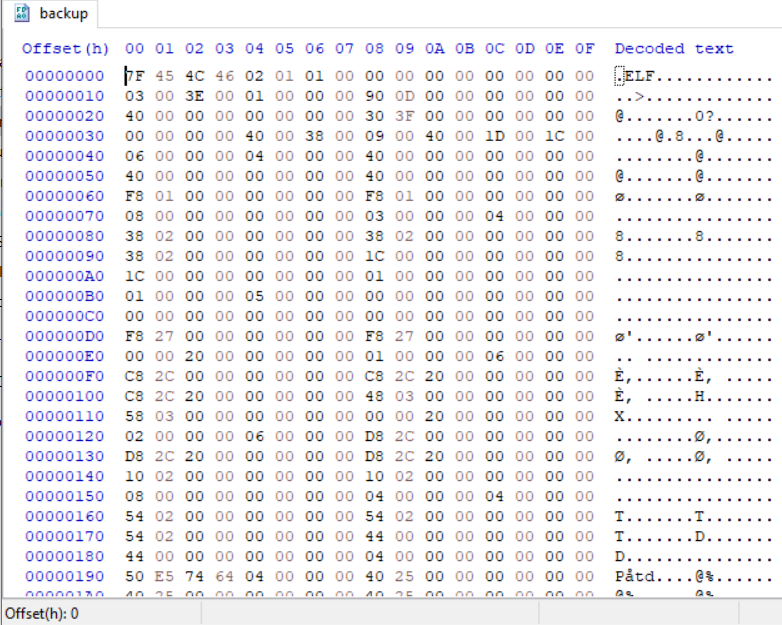 backup
Offset(h) 00 01 02 03 04 05 06 07 08 09 0A 0B 0C 0D 0E 0F Decoded text
00000000 7F 45 4C 46 02 01 01 00 00 00 00 00 00 00 00 00 .ELF............
00000010 03 00 3E 00 01 00 00 00 90 0D 00 00 00 00 00 00 ..>.............
00000020 40 00 00 00 00 00 00 00 30 3F 00 00 00 00 00 00 @.......0?......
00000030 00 00 00 00 40 00 38 00 09 00 40 00 1D 00 1C 00 ....@.8...@.....
00000040 06 00 00 00 04 00 00 00 40 00 00 00 00 00 00 00 ........@.......
00000050 40 00 00 00 00 00 00 00 40 00 00 00 00 00 00 00 @.......@.......
00000060 F8 01 00 00 00 00 00 00 F8 01 00 00 00 00 00 00 ø.......ø.......
00000070 08 00 00 00 00 00 00 00 03 00 00 00 04 00 00 00 ................
00000080 38 02 00 00 00 00 00 00 38 02 00 00 00 00 00 00 8.......8.......
00000090 38 02 00 00 00 00 00 00 1C 00 00 00 00 00 00 00 8...............
000000A0 1C 00 00 00 00 00 00 00 01 00 00 00 00 00 00 00 ................
000000B0 01 00 00 00 05 00 00 00 00 00 00 00 00 00 00 00 ................
000000C0 00 00 00 00 00 00 00 00 00 00 00 00 00 00 00 00 ................
000000D0 F8 27 00 00 00 00 00 00 F8 27 00 00 00 00 00 00 ø'......ø'......
000000E0 00 00 20 00 00 00 00 00 01 00 00 00 06 00 00 00 .. .............
000000F0 C8 2C 00 00 00 00 00 00 C8 2C 20 00 00 00 00 00 È,......È, .....
00000100 C8 2C 20 00 00 00 00 00 48 03 00 00 00 00 00 00 È, .....H.......
00000110 58 03 00 00 00 00 00 00 00 00 20 00 00 00 00 00 X......... .....
00000120 02 00 00 00 06 00 00 00 D8 2C 00 00 00 00 00 00 ........Ø,......
00000130 D8 2C 20 00 00 00 00 00 D8 2C 20 00 00 00 00 00 Ø, .....Ø, .....
00000140 10 02 00 00 00 00 00 00 10 02 00 00 00 00 00 00 ................
00000150 08 00 00 00 00 00 00 00 04 00 00 00 04 00 00 00 ................
00000160 54 02 00 00 00 00 00 00 54 02 00 00 00 00 00 00 T.......T.......
00000170 54 02 00 00 00 00 00 00 44 00 00 00 00 00 00 00 T.......D.......
00000180 44 00 00 00 00 00 00 00 04 00 00 00 00 00 00 00 D...............
00000190 50 E5 74 64 04 00 00 00 40 25 00 00 00 00 00 00 Påtd....@%......
Offset(h): 0